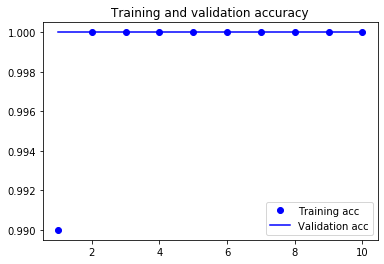 Training and validation accuracy
1.000
0.998
0.996
0.994
0.992
0.990
Training acc
Validation acc
2 4 6 8 10